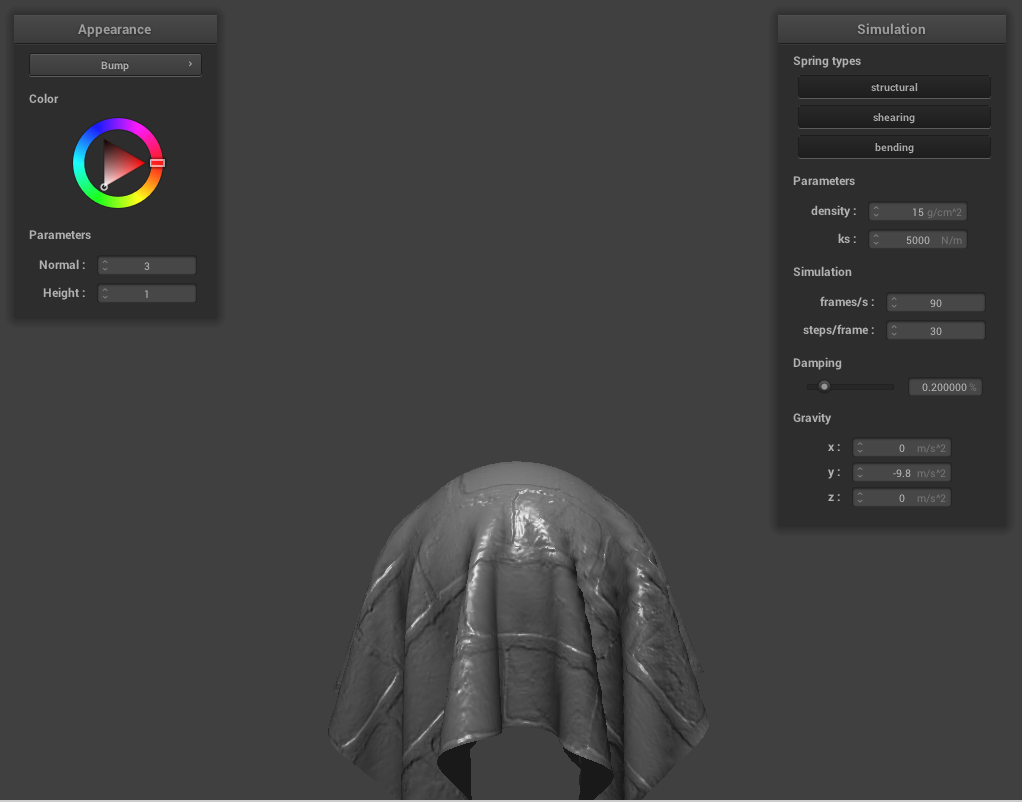 Appearance
Bump
Color
Parameters
Normal : 3
Height : 1
Simulation
Spring types
structural
shearing
bending
Parameters
density : 15 g/cm^2
ks : 5000 N/m
Simulation
frames/s : 90
steps/frame : 30
Damping
0.200000 %
Gravity
x : 0 m/s^2
y : -9.8 m/s^2
z : 0 m/s^2